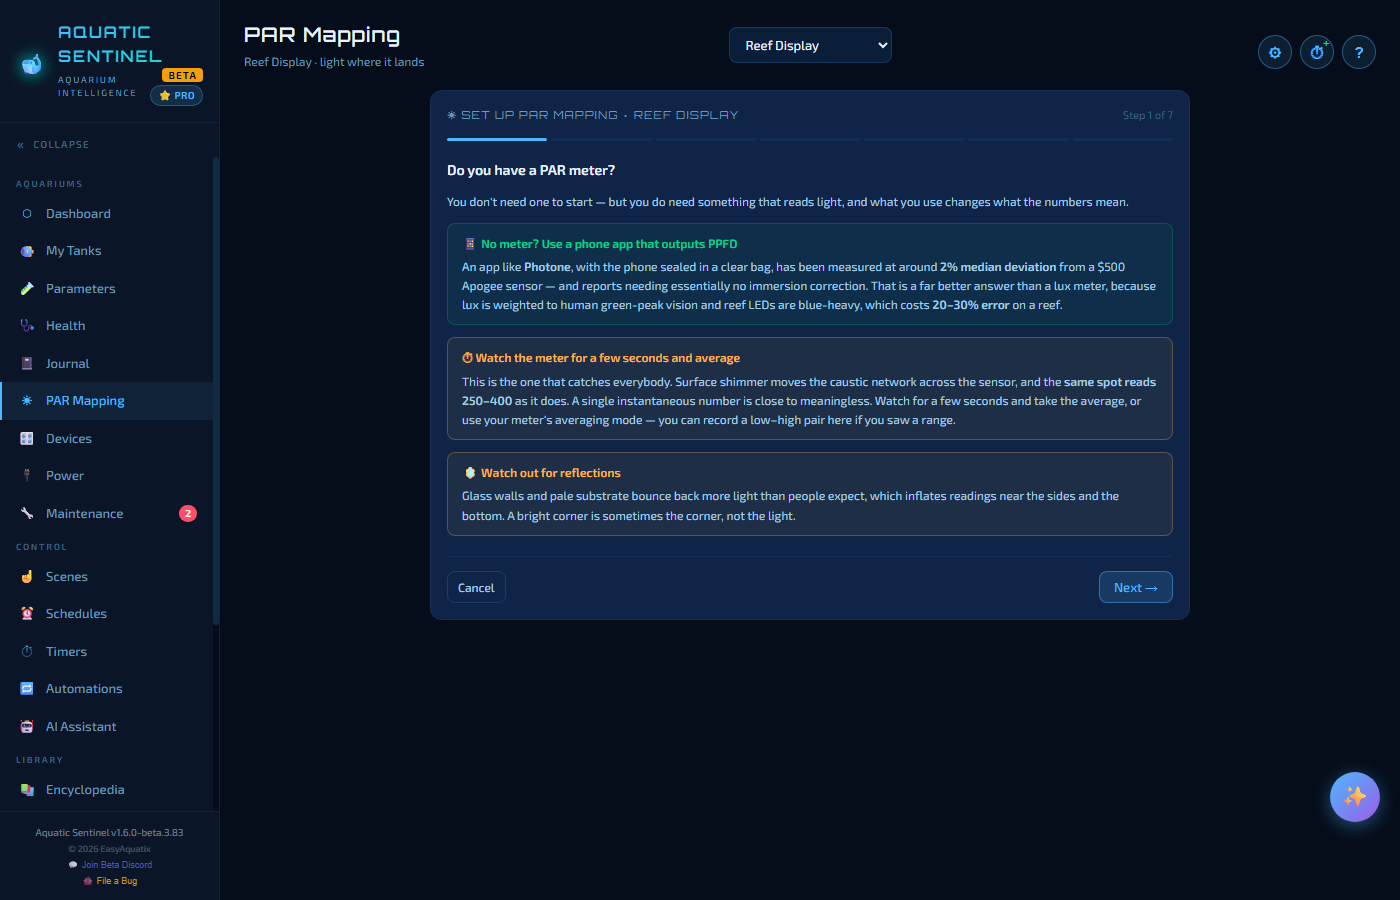 AQUATIC
SENTINEL
AQUARIUM
INTELLIGENCE
BETA
⭐ PRO
« COLLAPSE
AQUARIUMS
Dashboard
My Tanks
Parameters
Health
Journal
PAR Mapping
Devices
Power
Maintenance 2
CONTROL
Scenes
Schedules
Timers
Automations
AI Assistant
LIBRARY
Encyclopedia
Aquatic Sentinel v1.6.0-beta.3.83
© 2026 EasyAquatix
Join Beta Discord
File a Bug
PAR Mapping
Reef Display · light where it lands
Reef Display
?
☀ SET UP PAR MAPPING · REEF DISPLAY
Step 1 of 7
Do you have a PAR meter?
You don't need one to start — but you do need something that reads light, and what you use changes what the numbers mean.
No meter? Use a phone app that outputs PPFD
An app like Photone, with the phone sealed in a clear bag, has been measured at around 2% median deviation from a $500
Apogee sensor — and reports needing essentially no immersion correction. That is a far better answer than a lux meter, because
lux is weighted to human green-peak vision and reef LEDs are blue-heavy, which costs 20–30% error on a reef.
⏱ Watch the meter for a few seconds and average
This is the one that catches everybody. Surface shimmer moves the caustic network across the sensor, and the same spot reads
250–400 as it does. A single instantaneous number is close to meaningless. Watch for a few seconds and take the average, or
use your meter's averaging mode — you can record a low–high pair here if you saw a range.
Watch out for reflections
Glass walls and pale substrate bounce back more light than people expect, which inflates readings near the sides and the
bottom. A bright corner is sometimes the corner, not the light.
Cancel
Next →